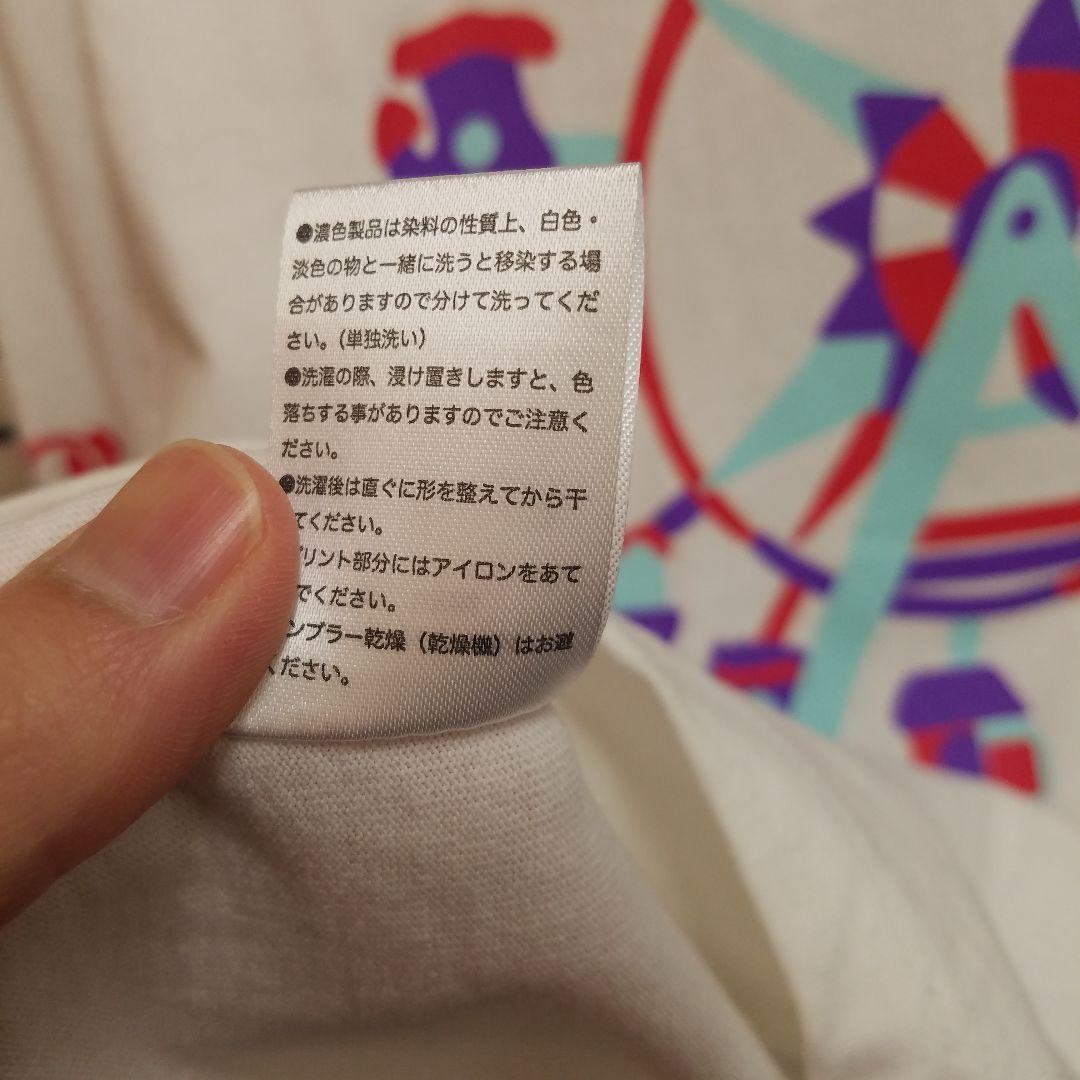 ●濃色製品は染料の性質上、白色・
淡色の物と一緒に洗うと移染する場
合がありますので分けて洗ってくだ
さい。(単独洗い)
●洗濯の際、浸け置きしますと、色
落ちする事がありますのでご注意く
ださい。
●洗濯後は直ぐに形を整えてから干
てください。
リント部分にはアイロンをあて
でください。
ンブラー乾燥（乾燥機）はお避
ください。